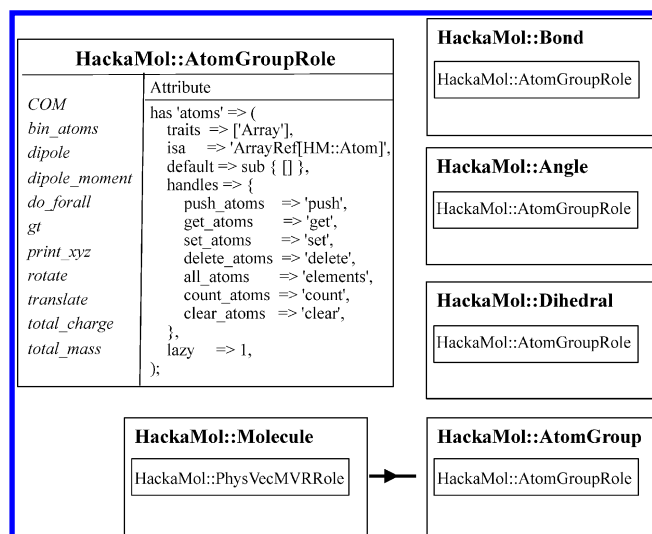 HackaMol::AtomGroupRole
COM
bin_atoms
dipole
dipole_moment
do_forall
gt
print_xyz
rotate
translate
total_charge
total_mass
Attribute
has 'atoms' => (
traits => ['Array'],
isa => 'ArrayRef[HM::Atom]',
default => sub { [] },
handles => {
push_atoms => 'push',
get_atoms => 'get',
set_atoms => 'set',
delete_atoms => 'delete',
all_atoms => 'elements',
count_atoms => 'count',
clear_atoms => 'clear',
},
lazy => 1,
);
HackaMol::Bond
HackaMol::AtomGroupRole
HackaMol::Angle
HackaMol::AtomGroupRole
HackaMol::Dihedral
HackaMol::AtomGroupRole
HackaMol::Molecule
HackaMol::PhysVecMVRRole
HackaMol::AtomGroup
HackaMol::AtomGroupRole